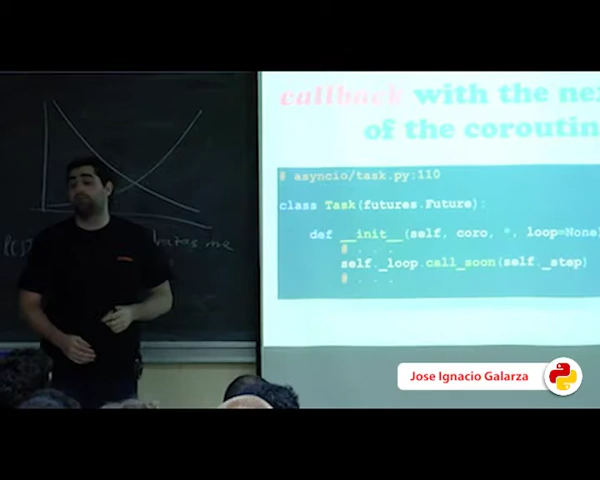 callback with the ne
of the coroutin
# asyncio/task.py:110
class Task(futures.Future):
def __init__(self, coro, *, loop=None)
# . . .
self._loop.call_soon(self._step)
# . . .
Jose Ignacio Galarza